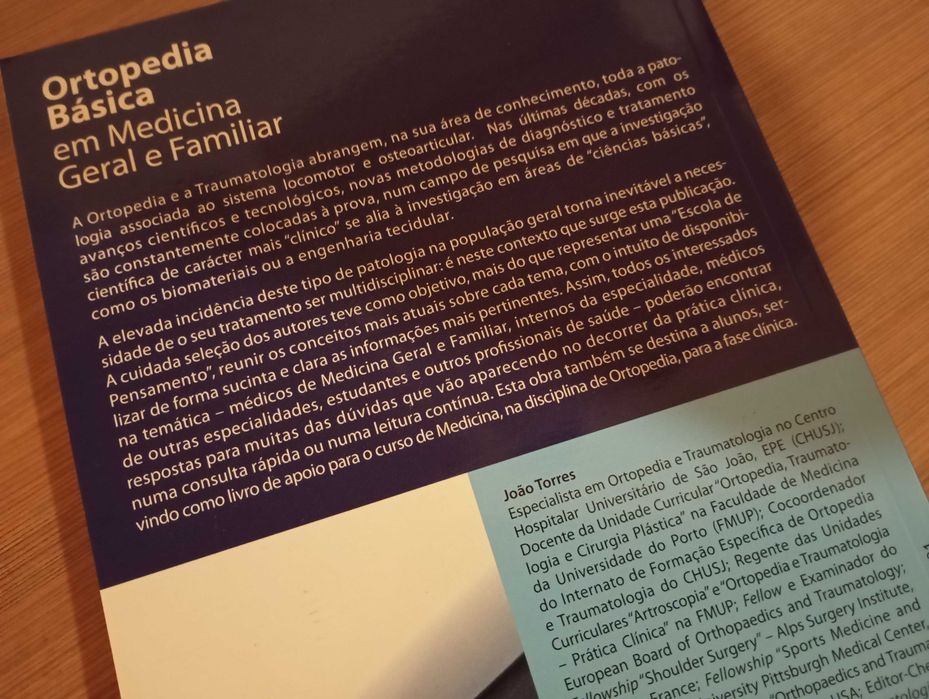 Ortopedia
Básica
em Medicina
Geral e Familiar
A Ortopedia e a Traumatologia abrangem, na sua área de conhecimento, toda a pato-
logia associada ao sistema locomotor e osteoarticular. Nas últimas décadas, com os
avanços científicos e tecnológicos, novas metodologias de diagnóstico e tratamento
são constantemente colocadas à prova, num campo de pesquisa em que a investigação
científica de carácter mais “clínico” se alia à investigação em áreas de “ciências básicas”,
como os biomateriais ou a engenharia tecidular.
A elevada incidência deste tipo de patologia na população geral torna inevitável a neces-
sidade de o seu tratamento ser multidisciplinar: é neste contexto que surge esta publicação.
A cuidada seleção dos autores teve como objetivo, mais do que representar uma “Escola de
Pensamento”, reunir os conceitos mais atuais sobre cada tema, com o intuito de disponibi-
lizar de forma sucinta e clara as informações mais pertinentes. Assim, todos os interessados
na temática – médicos de Medicina Geral e Familiar, internos da especialidade, médicos
de outras especialidades, estudantes e outros profissionais de saúde – poderão encontrar
respostas para muitas das dúvidas que vão aparecendo no decorrer da prática clínica,
numa consulta rápida ou numa leitura contínua. Esta obra também se destina a alunos, ser-
vindo como livro de apoio para o curso de Medicina, na disciplina de Ortopedia, para a fase clínica.
João Torres
Especialista em Ortopedia e Traumatologia no Centro
Hospitalar Universitário de São João, EPE (CHUSJ);
Docente da Unidade Curricular “Ortopedia, Traumato-
logia e Cirurgia Plástica” na Faculdade de Medicina
da Universidade do Porto (FMUP); Cocoordenador
do Internato de Formação Específica de Ortopedia
e Traumatologia do CHUSJ; Regente das Unidades
Curriculares “Artroscopia” e “Ortopedia e Traumatologia
– Prática Clínica” na FMUP; Fellow e Examinador do
European Board of Orthopaedics and Traumatology;
Fellowship “Shoulder Surgery” – Alps Surgery Institute,
France; Fellowship “Sports Medicine and
Pittsburgh Medical Center,
“Orthopaedics and Trauma
Editor-Che